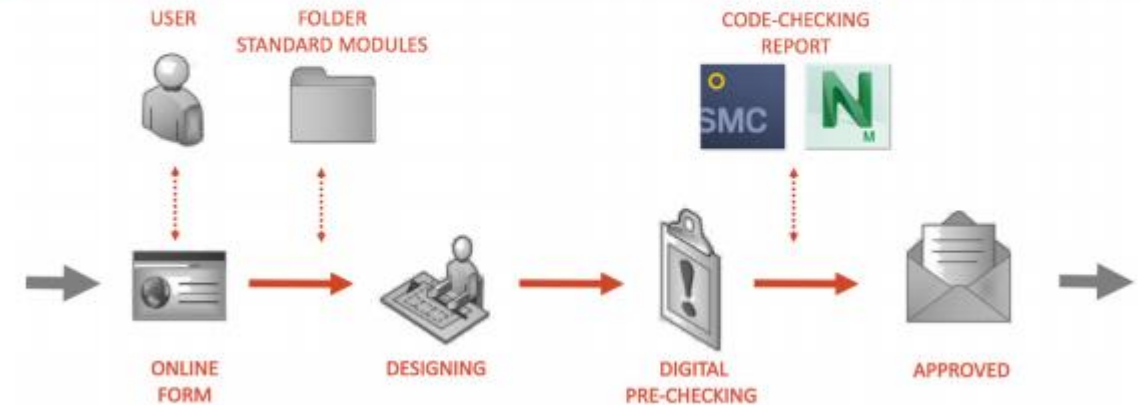 USER
FOLDER
STANDARD MODULES
CODE-CHECKING
REPORT
SMC
N
M
ONLINE
FORM
DESIGNING
DIGITAL
PRE-CHECKING
APPROVED